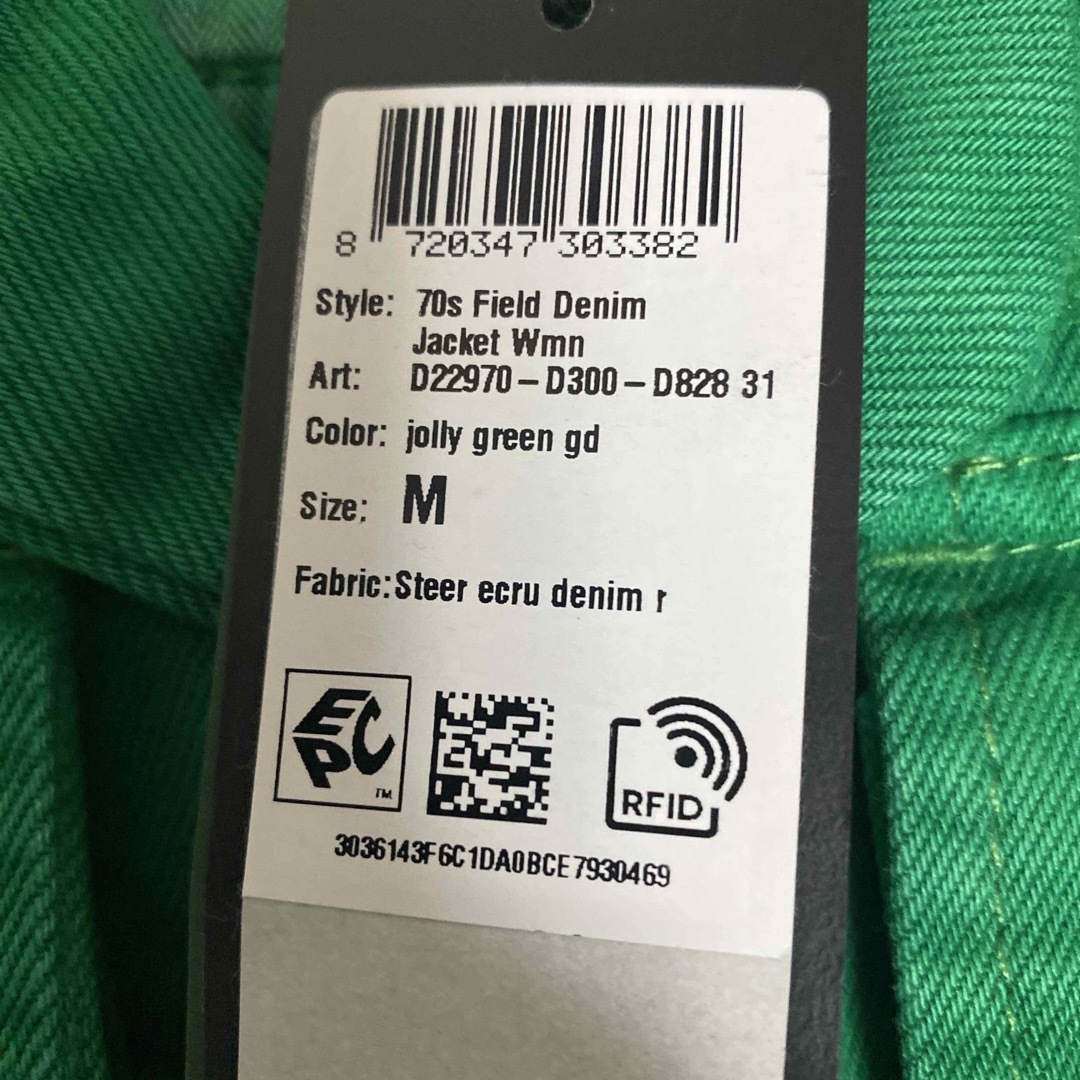 8 720347 303382
Style: 70s Field Denim
Jacket Wmn
Art: D22970-D300-D828 31
Color: jolly green gd
Size: M
Fabric:Steer ecru denim r
EPC TM
RFID
3036143F6C1DA0BCE7930469